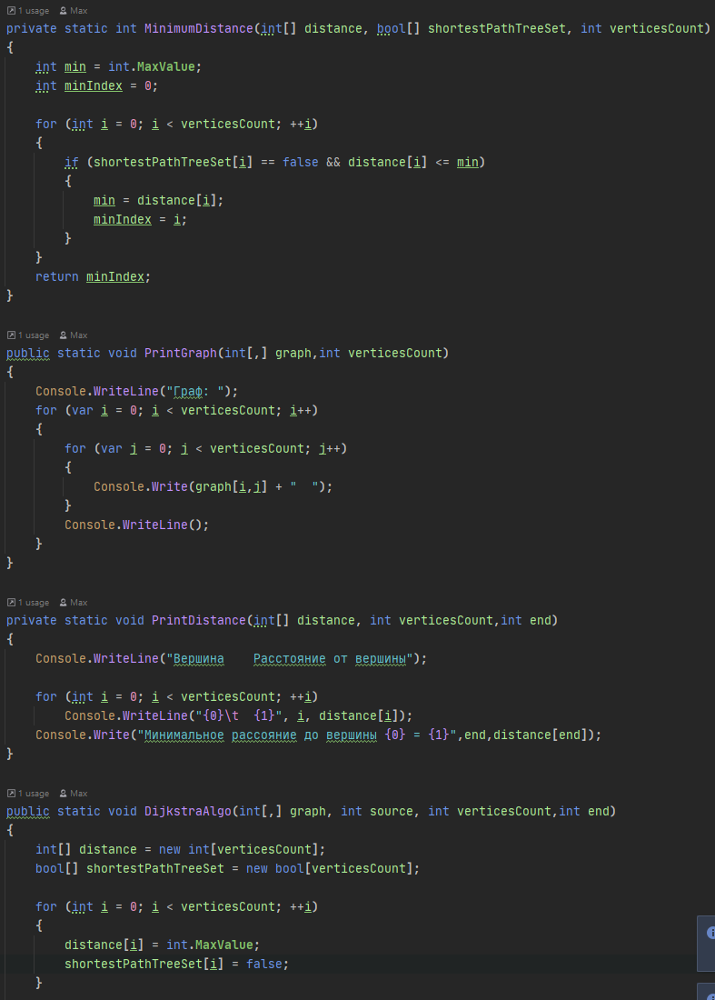 1 usage Max
private static int MinimumDistance(int[] distance, bool[] shortestPathTreeSet, int verticesCount)
{
    int min = int.MaxValue;
    int minIndex = 0;

    for (int i = 0; i < verticesCount; ++i)
    {
        if (shortestPathTreeSet[i] == false && distance[i] <= min)
        {
            min = distance[i];
            minIndex = i;
        }
    }
    return minIndex;
}

1 usage Max
public static void PrintGraph(int[,] graph,int verticesCount)
{
    Console.WriteLine("Граф: ");
    for (var i = 0; i < verticesCount; i++)
    {
        for (var j = 0; j < verticesCount; j++)
        {
            Console.Write(graph[i,j] + "  ");
        }
        Console.WriteLine();
    }
}

1 usage Max
private static void PrintDistance(int[] distance, int verticesCount,int end)
{
    Console.WriteLine("Вершина    Расстояние от вершины");

    for (int i = 0; i < verticesCount; ++i)
        Console.WriteLine("{0}\t  {1}", i, distance[i]);
    Console.Write("Минимальное рассояние до вершины {0} = {1}",end,distance[end]);
}

1 usage Max
public static void DijkstraAlgo(int[,] graph, int source, int verticesCount,int end)
{
    int[] distance = new int[verticesCount];
    bool[] shortestPathTreeSet = new bool[verticesCount];

    for (int i = 0; i < verticesCount; ++i)
    {
        distance[i] = int.MaxValue;
        shortestPathTreeSet[i] = false;
    }